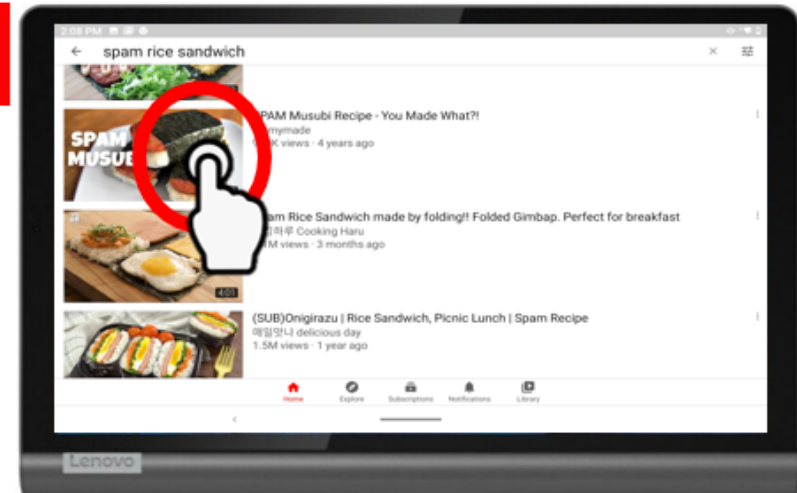 2:08 PM
spam rice sandwich
SPAM
PAM Musubi Recipe - You Made What?!
mymade
K views · 4 years ago
am Rice Sandwich made by folding!! Folded Gimbap. Perfect for breakfast
하루 Cooking Haru
M views · 3 months ago
4:01
(SUB)Onigirazu | Rice Sandwich, Picnic Lunch | Spam Recipe
매일맛나 delicious day
1.5M views · 1 year ago
Home
Explore
Subscriptions
Notifications
Library
Lenovo